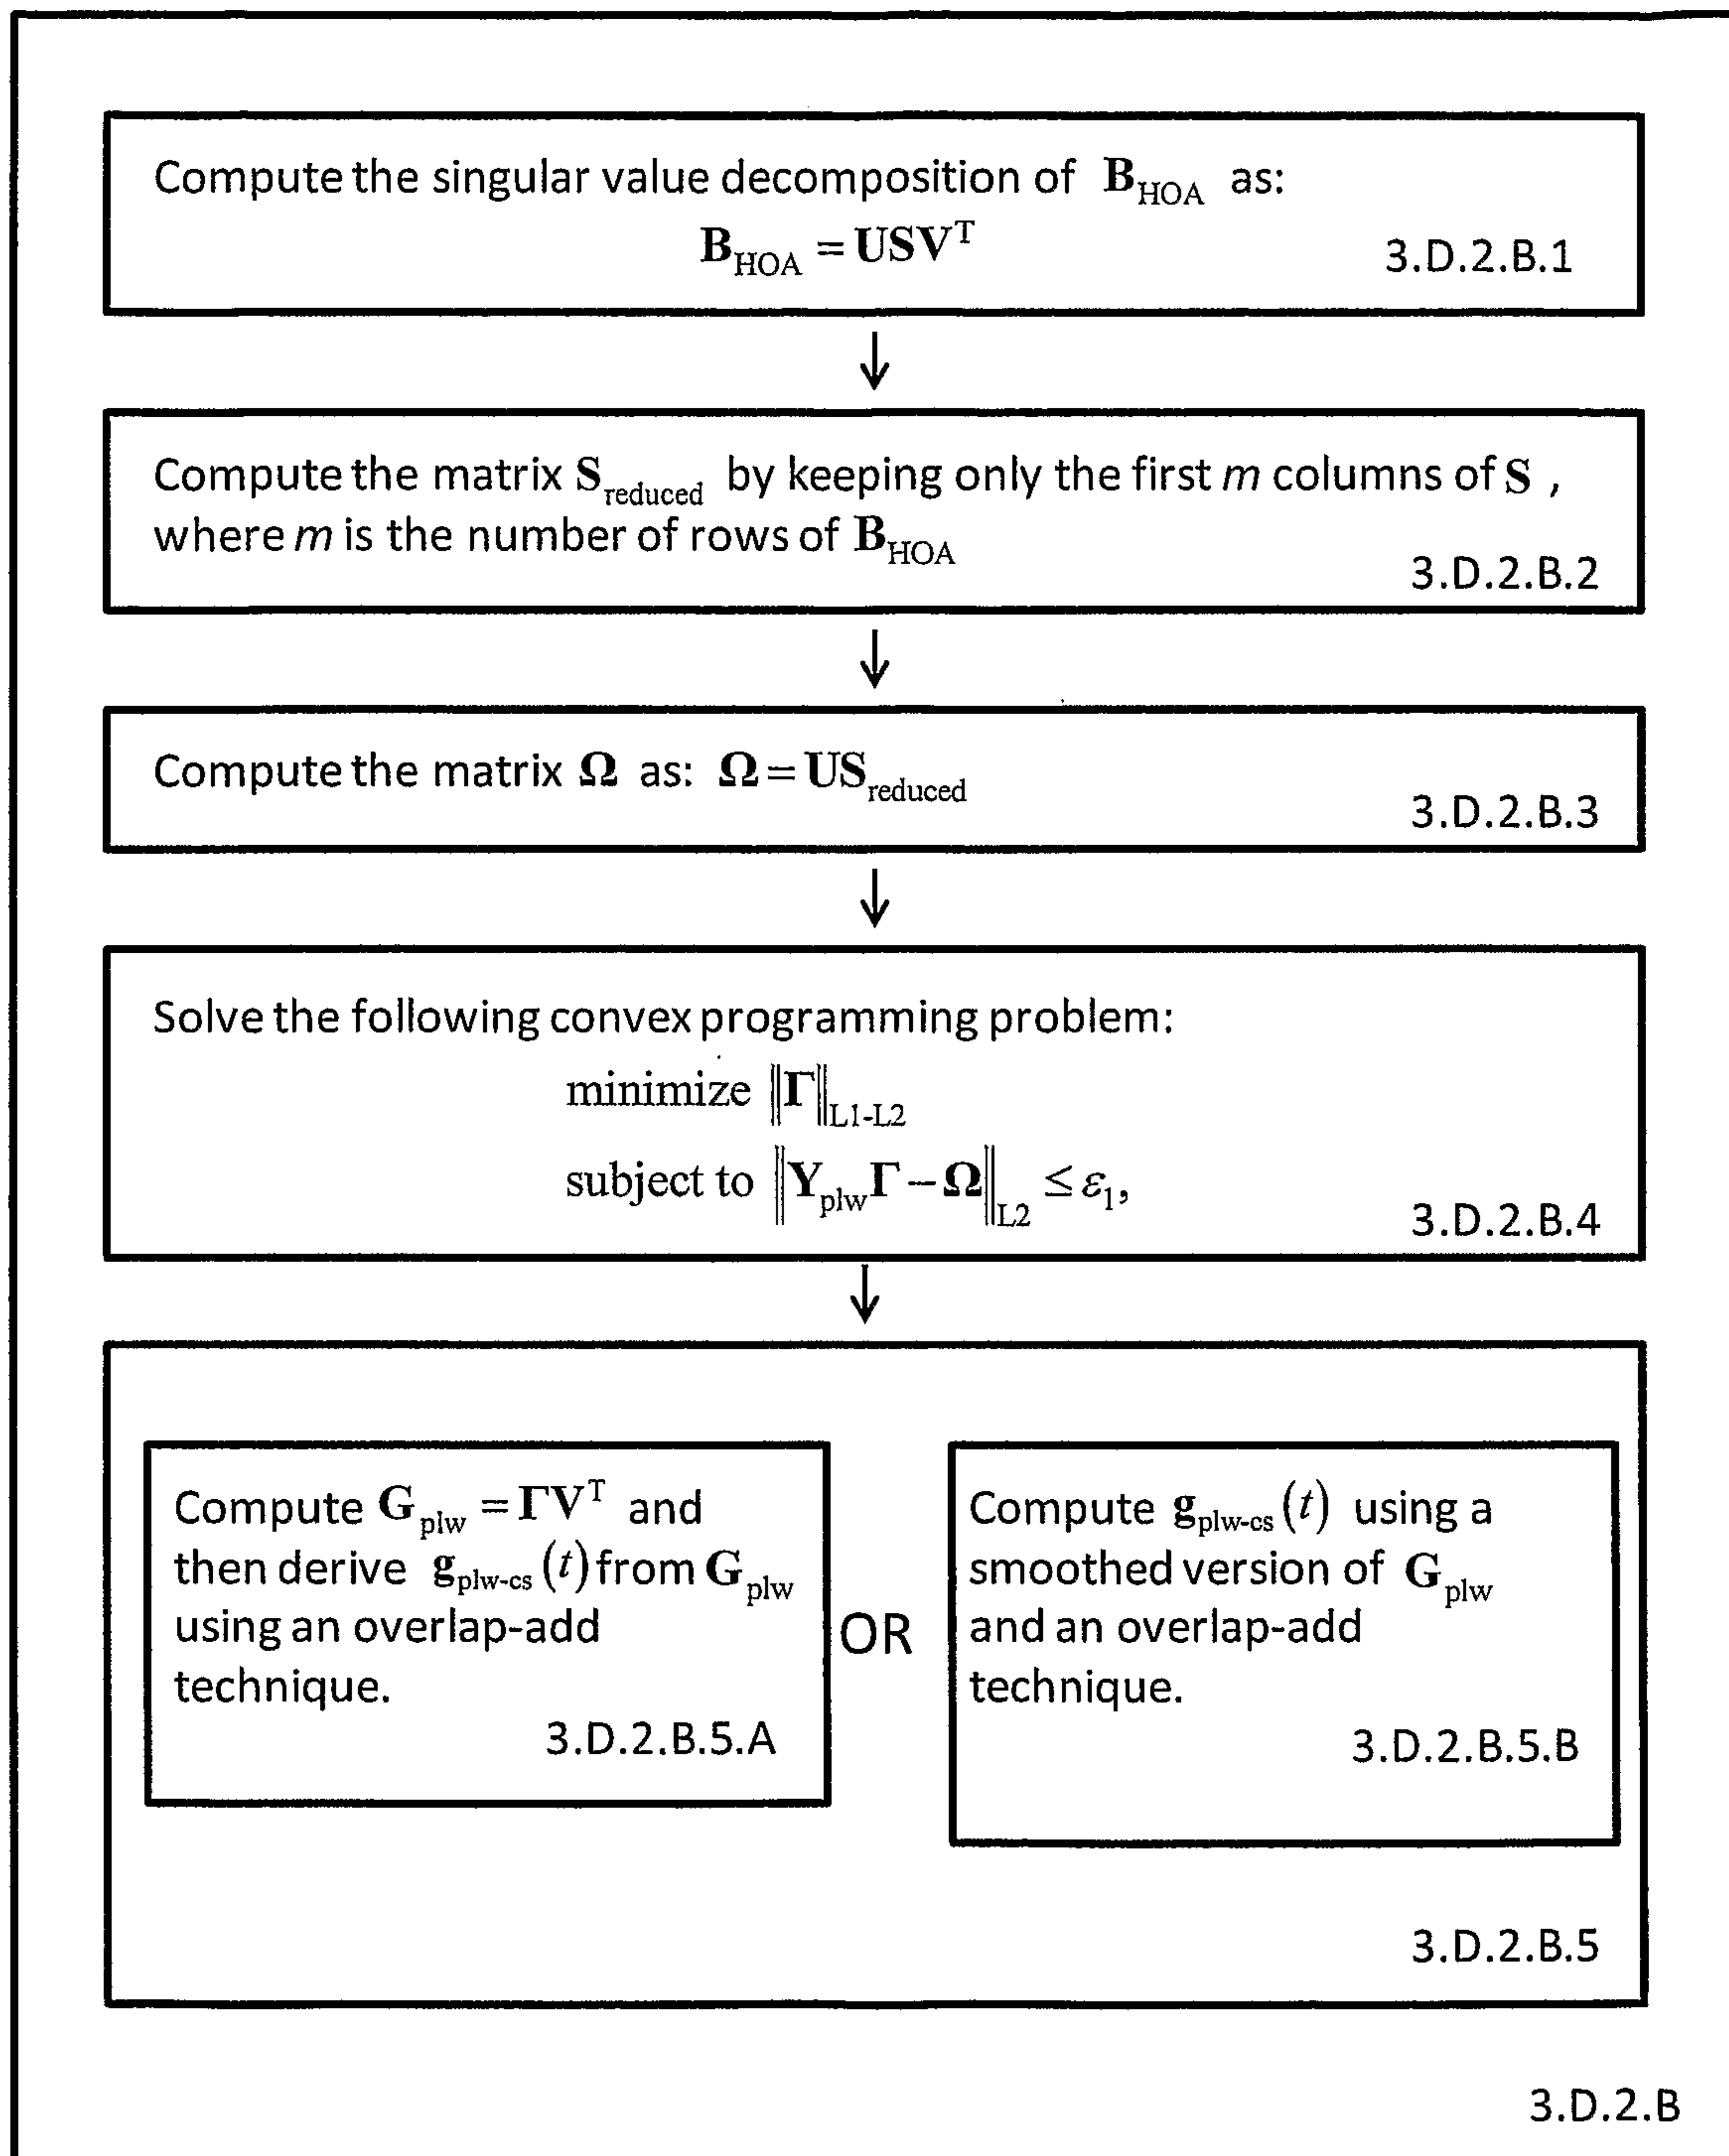 Compute the singular value decomposition of B_HOA as:
B_HOA = USV^T
3.D.2.B.1
Compute the matrix S_reduced by keeping only the first m columns of S ,
where m is the number of rows of B_HOA
3.D.2.B.2
Compute the matrix Ω as: Ω = US_reduced
3.D.2.B.3
Solve the following convex programming problem:
minimize ‖Γ‖_L1-L2
subject to ‖Y_plw Γ − Ω‖_L2 ≤ ε_1,
3.D.2.B.4
Compute G_plw = ΓV^T and
then derive g_plw-cs(t) from G_plw
using an overlap-add
technique.
3.D.2.B.5.A
OR
Compute g_plw-cs(t) using a
smoothed version of G_plw
and an overlap-add
technique.
3.D.2.B.5.B
3.D.2.B.5
3.D.2.B